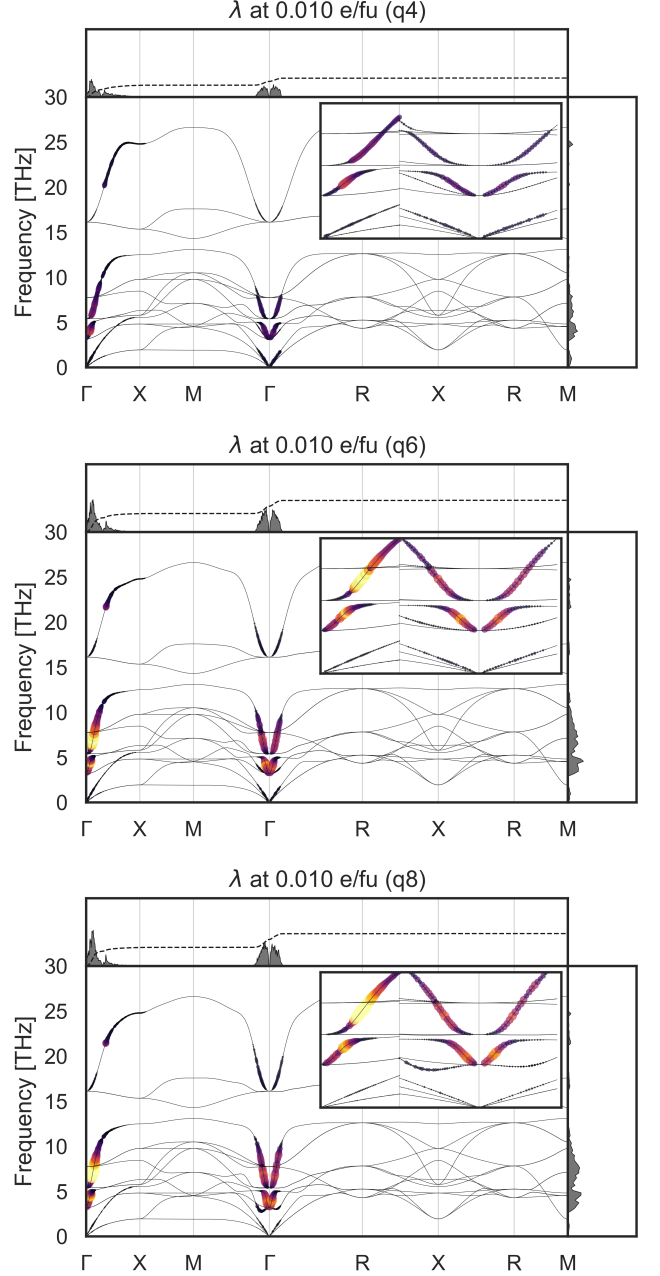 λ at 0.010 e/fu (q4)
30
25
20
15
10
5
0
Frequency [THz]
Γ X M Γ R X R M
λ at 0.010 e/fu (q6)
30
25
20
15
10
5
0
Frequency [THz]
Γ X M Γ R X R M
λ at 0.010 e/fu (q8)
30
25
20
15
10
5
0
Frequency [THz]
Γ X M Γ R X R M